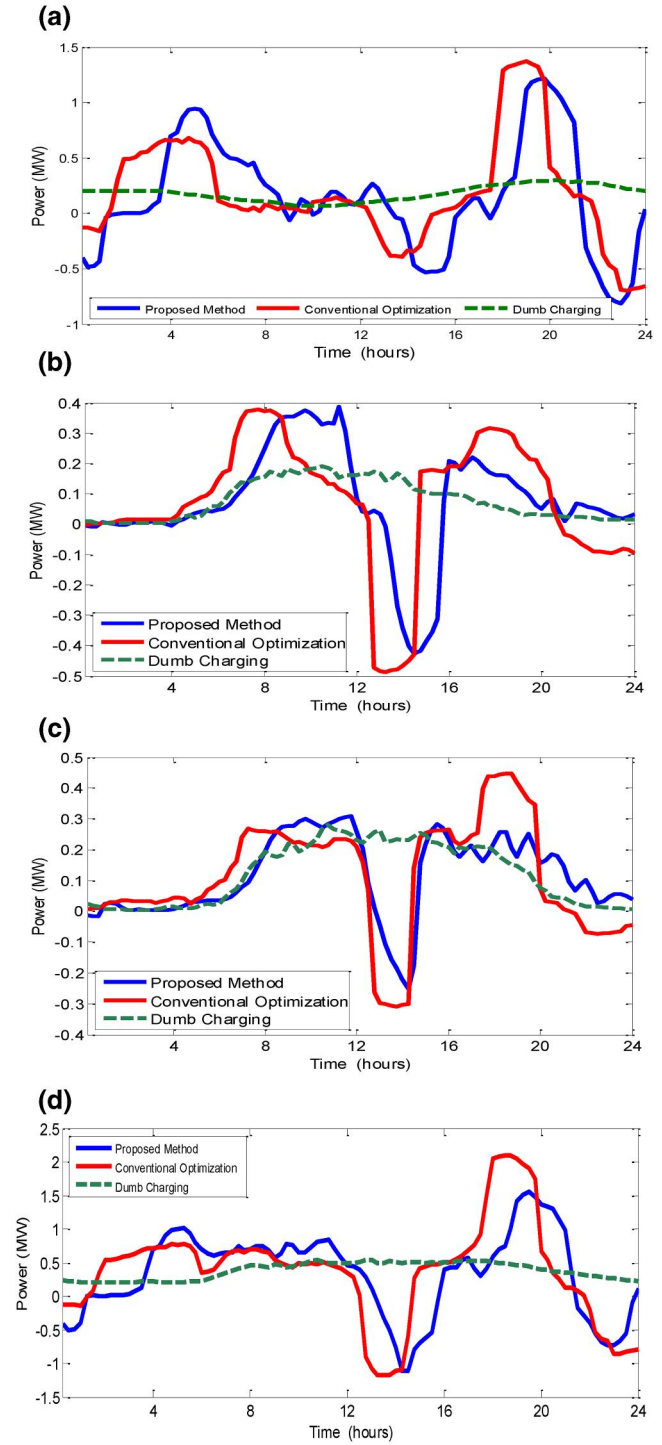 (a)
1.5
1
0.5
0
-0.5
-1
Power (MW)
Proposed Method Conventional Optimization Dumb Charging
4 8 12 16 20 24
Time (hours)
(b)
0.4
0.3
0.2
0.1
0
-0.1
-0.2
-0.3
-0.4
-0.5
Power (MW)
Proposed Method
Conventional Optimization
Dumb Charging
4 8 12 16 20 24
Time (hours)
(c)
0.5
0.4
0.3
0.2
0.1
0
-0.1
-0.2
-0.3
-0.4
Power (MW)
Proposed Method
Conventional Optimization
Dumb Charging
4 8 12 16 20 24
Time (hours)
(d)
2.5
2
1.5
1
0.5
0
-0.5
-1
-1.5
Power (MW)
Proposed Method
Conventional Optimization
Dumb Charging
4 8 12 16 20 24
Time (hours)